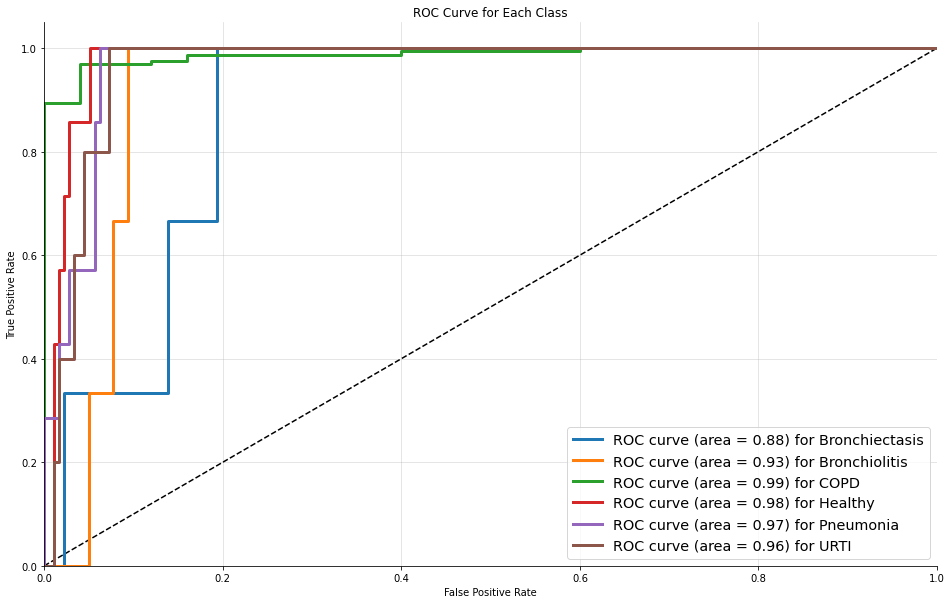 ROC Curve for Each Class
1.0
0.8
0.6
0.4
0.2
0.0
True Positive Rate
ROC curve (area = 0.88) for Bronchiectasis
ROC curve (area = 0.93) for Bronchiolitis
ROC curve (area = 0.99) for COPD
ROC curve (area = 0.98) for Healthy
ROC curve (area = 0.97) for Pneumonia
ROC curve (area = 0.96) for URTI
0.0 0.2 0.4 0.6 0.8 1.0
False Positive Rate